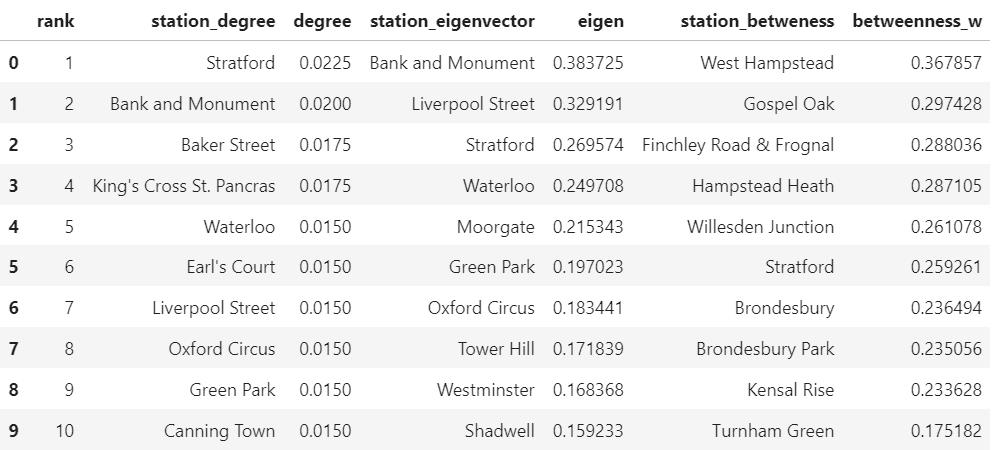 rank station_degree degree station_eigenvector eigen station_betweness betweenness_w
0 1 Stratford 0.0225 Bank and Monument 0.383725 West Hampstead 0.367857
1 2 Bank and Monument 0.0200 Liverpool Street 0.329191 Gospel Oak 0.297428
2 3 Baker Street 0.0175 Stratford 0.269574 Finchley Road & Frognal 0.288036
3 4 King's Cross St. Pancras 0.0175 Waterloo 0.249708 Hampstead Heath 0.287105
4 5 Waterloo 0.0150 Moorgate 0.215343 Willesden Junction 0.261078
5 6 Earl's Court 0.0150 Green Park 0.197023 Stratford 0.259261
6 7 Liverpool Street 0.0150 Oxford Circus 0.183441 Brondesbury 0.236494
7 8 Oxford Circus 0.0150 Tower Hill 0.171839 Brondesbury Park 0.235056
8 9 Green Park 0.0150 Westminster 0.168368 Kensal Rise 0.233628
9 10 Canning Town 0.0150 Shadwell 0.159233 Turnham Green 0.175182